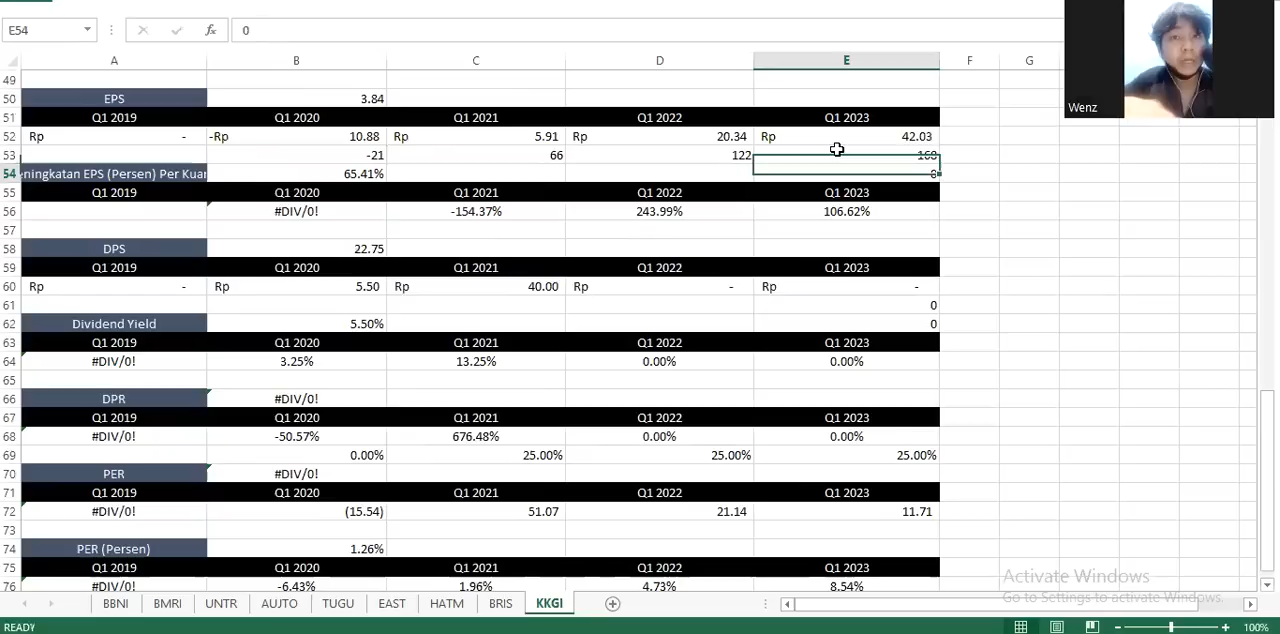 E54 fx 0
A B C D E F G
49
50 EPS 3.84
51 Q1 2019 Q1 2020 Q1 2021 Q1 2022 Q1 2023
52 Rp - -Rp 10.88 Rp 5.91 Rp 20.34 Rp 42.03
53 -21 66 122 168
54 eningkatan EPS (Persen) Per Kuar 65.41% 0
55 Q1 2019 Q1 2020 Q1 2021 Q1 2022 Q1 2023
56 #DIV/0! -154.37% 243.99% 106.62%
57
58 DPS 22.75
59 Q1 2019 Q1 2020 Q1 2021 Q1 2022 Q1 2023
60 Rp - Rp 5.50 Rp 40.00 Rp - Rp -
61 0
62 Dividend Yield 5.50% 0
63 Q1 2019 Q1 2020 Q1 2021 Q1 2022 Q1 2023
64 #DIV/0! 3.25% 13.25% 0.00% 0.00%
65
66 DPR #DIV/0!
67 Q1 2019 Q1 2020 Q1 2021 Q1 2022 Q1 2023
68 #DIV/0! -50.57% 676.48% 0.00% 0.00%
69 0.00% 25.00% 25.00% 25.00%
70 PER #DIV/0!
71 Q1 2019 Q1 2020 Q1 2021 Q1 2022 Q1 2023
72 #DIV/0! (15.54) 51.07 21.14 11.71
73
74 PER (Persen) 1.26%
75 Q1 2019 Q1 2020 Q1 2021 Q1 2022 Q1 2023
76 #DIV/0! -6.43% 1.96% 4.73% 8.54%
Wenz
Activate Windows
Go to Settings to activate Windows.
BBNI BMRI UNTR AUTO TUGU EAST HATM BRIS KKGI
READY 100%